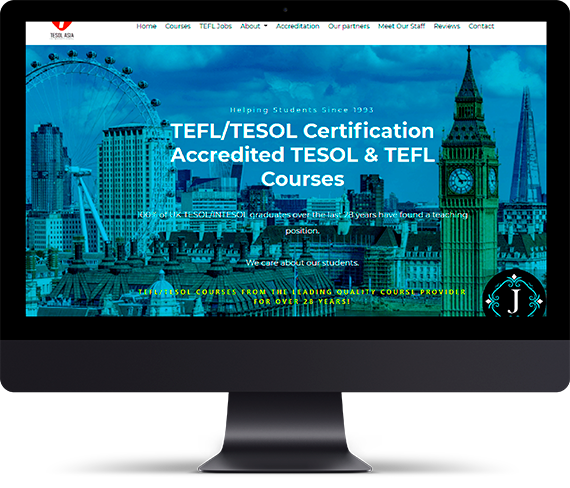 TESOL ASIA
Home Courses TEFL Jobs About Accreditation Our partners Meet Our Staff Reviews Contact
Helping Students Since 1993
TEFL/TESOL Certification
Accredited TESOL & TEFL
Courses
100% of UK TESOL/INTESOL graduates over the last 28 years have found a teaching
position.
We care about our students.
TEFL/TESOL COURSES FROM THE LEADING QUALITY COURSE PROVIDER
FOR OVER 28 YEARS!
J